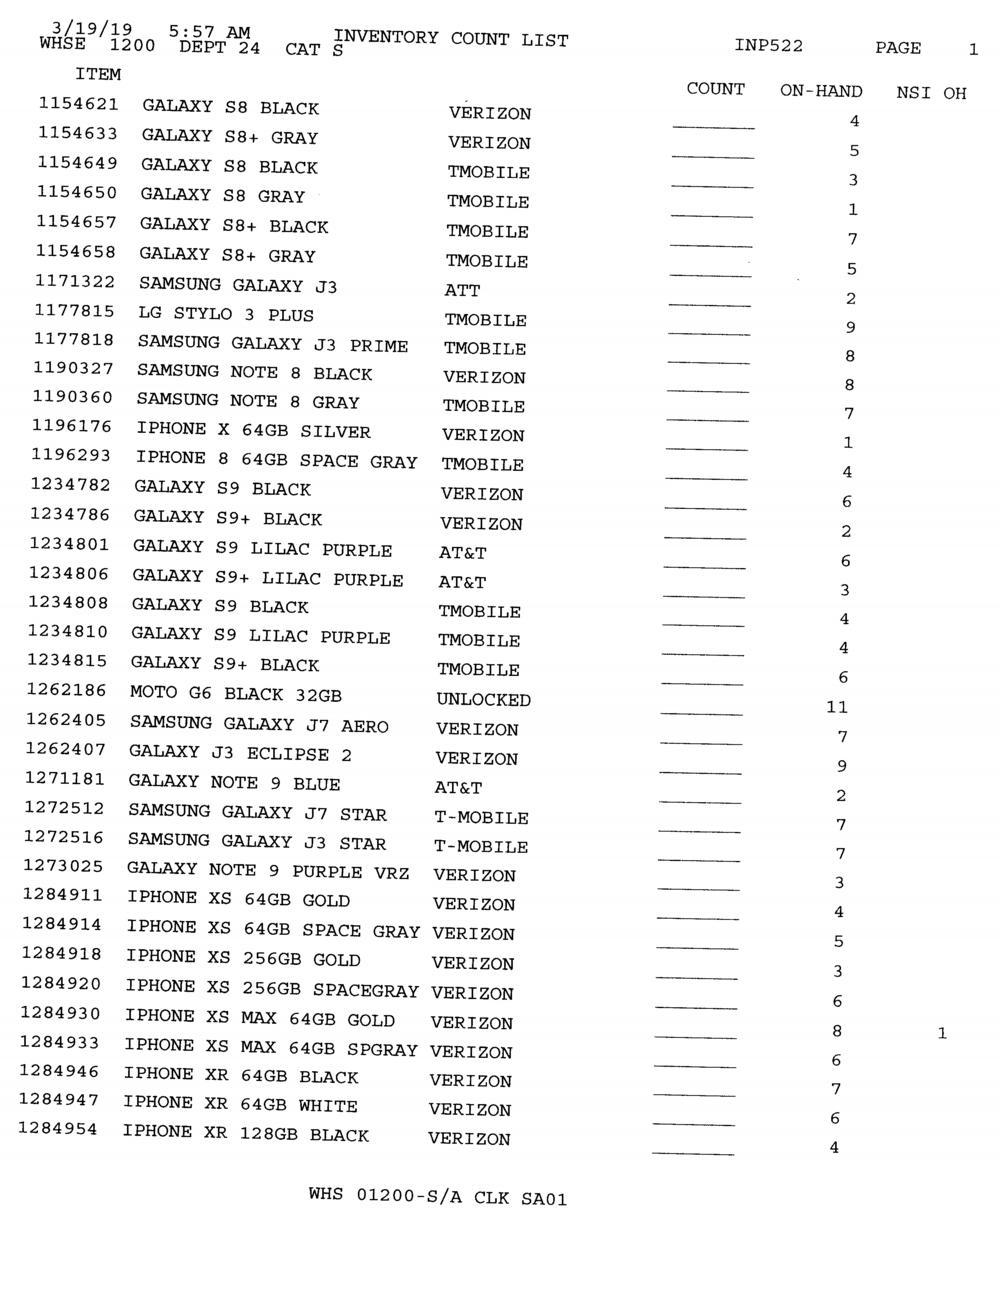 3/19/19 5:57 AM INVENTORY COUNT LIST INP522 PAGE 1
WHSE 1200 DEPT 24 CAT S
ITEM COUNT ON-HAND NSI OH
1154621 GALAXY S8 BLACK VERIZON ________ 4
1154633 GALAXY S8+ GRAY VERIZON ________ 5
1154649 GALAXY S8 BLACK TMOBILE ________ 3
1154650 GALAXY S8 GRAY TMOBILE ________ 1
1154657 GALAXY S8+ BLACK TMOBILE ________ 7
1154658 GALAXY S8+ GRAY TMOBILE ________ 5
1171322 SAMSUNG GALAXY J3 ATT ________ 2
1177815 LG STYLO 3 PLUS TMOBILE ________ 9
1177818 SAMSUNG GALAXY J3 PRIME TMOBILE ________ 8
1190327 SAMSUNG NOTE 8 BLACK VERIZON ________ 8
1190360 SAMSUNG NOTE 8 GRAY TMOBILE ________ 7
1196176 IPHONE X 64GB SILVER VERIZON ________ 1
1196293 IPHONE 8 64GB SPACE GRAY TMOBILE ________ 4
1234782 GALAXY S9 BLACK VERIZON ________ 6
1234786 GALAXY S9+ BLACK VERIZON ________ 2
1234801 GALAXY S9 LILAC PURPLE AT&T ________ 6
1234806 GALAXY S9+ LILAC PURPLE AT&T ________ 3
1234808 GALAXY S9 BLACK TMOBILE ________ 4
1234810 GALAXY S9 LILAC PURPLE TMOBILE ________ 4
1234815 GALAXY S9+ BLACK TMOBILE ________ 6
1262186 MOTO G6 BLACK 32GB UNLOCKED ________ 11
1262405 SAMSUNG GALAXY J7 AERO VERIZON ________ 7
1262407 GALAXY J3 ECLIPSE 2 VERIZON ________ 9
1271181 GALAXY NOTE 9 BLUE AT&T ________ 2
1272512 SAMSUNG GALAXY J7 STAR T-MOBILE ________ 7
1272516 SAMSUNG GALAXY J3 STAR T-MOBILE ________ 7
1273025 GALAXY NOTE 9 PURPLE VRZ VERIZON ________ 3
1284911 IPHONE XS 64GB GOLD VERIZON ________ 4
1284914 IPHONE XS 64GB SPACE GRAY VERIZON ________ 5
1284918 IPHONE XS 256GB GOLD VERIZON ________ 3
1284920 IPHONE XS 256GB SPACEGRAY VERIZON ________ 6
1284930 IPHONE XS MAX 64GB GOLD VERIZON ________ 8 1
1284933 IPHONE XS MAX 64GB SPGRAY VERIZON ________ 6
1284946 IPHONE XR 64GB BLACK VERIZON ________ 7
1284947 IPHONE XR 64GB WHITE VERIZON ________ 6
1284954 IPHONE XR 128GB BLACK VERIZON ________ 4
WHS 01200-S/A CLK SA01